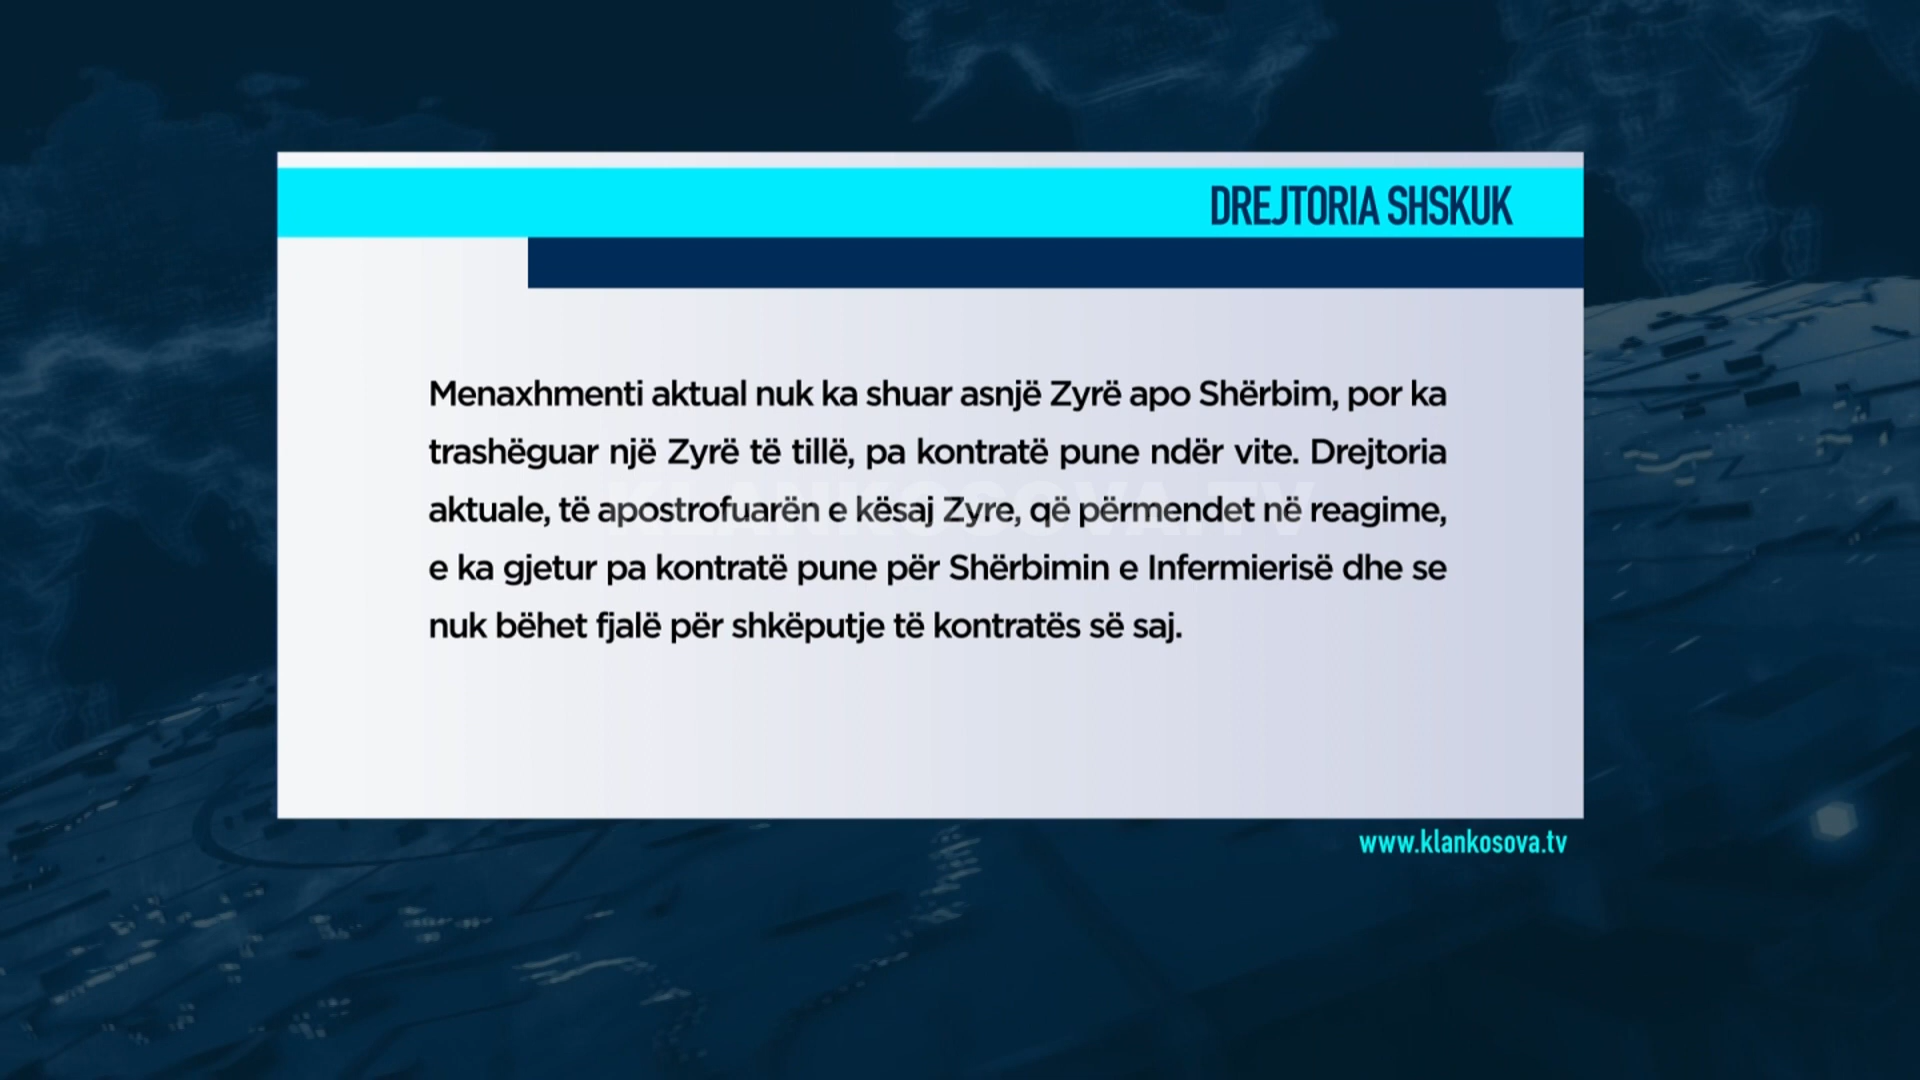 DREJTORIA SHSKUK
Menaxhmenti aktual nuk ka shuar asnjë Zyrë apo Shërbim, por ka
trashëguar një Zyrë të tillë, pa kontratë pune ndër vite. Drejtoria
aktuale, të apostrofuarën e kësaj Zyre, që përmendet në reagime,
e ka gjetur pa kontratë pune për Shërbimin e Infermierisë dhe se
nuk bëhet fjalë për shkëputje të kontratës së saj.
KLANKOSOVA.TV
www.klankosova.tv